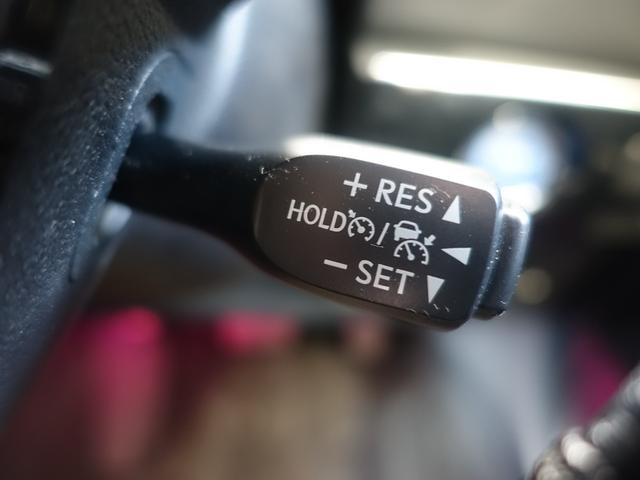 + RES
HOLD /
− SET